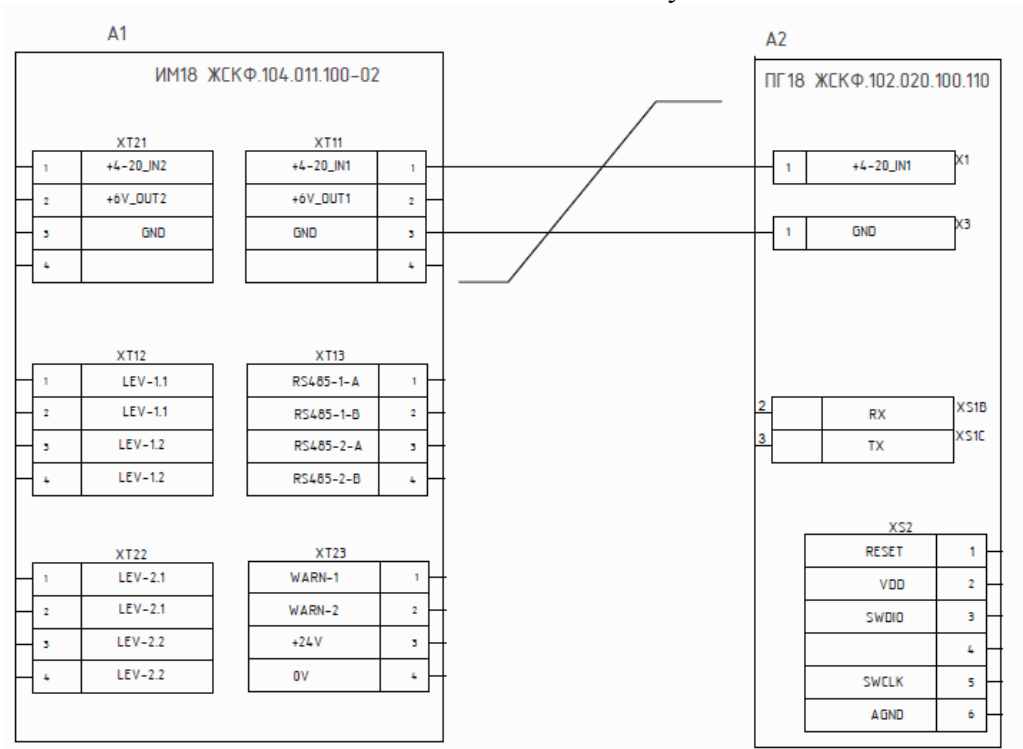 A1
ИМ18 ЖСКФ.104.011.100-02
XT21
1 +4-20_IN2
2 +6V_OUT2
3 GND
4
XT11
+4-20_IN1 1
+6V_OUT1 2
GND 3
4
XT12
1 LEV-1.1
2 LEV-1.1
3 LEV-1.2
4 LEV-1.2
XT13
RS485-1-A 1
RS485-1-B 2
RS485-2-A 3
RS485-2-B 4
XT22
1 LEV-2.1
2 LEV-2.1
3 LEV-2.2
4 LEV-2.2
XT23
WARN-1 1
WARN-2 2
+24V 3
0V 4
A2
ПГ18 ЖСКФ.102.020.100.110
1 +4-20_IN1 X1
1 GND X3
2 RX XS1B
3 TX XS1C
XS2
RESET 1
VDD 2
SWDIO 3
4
SWCLK 5
AGND 6